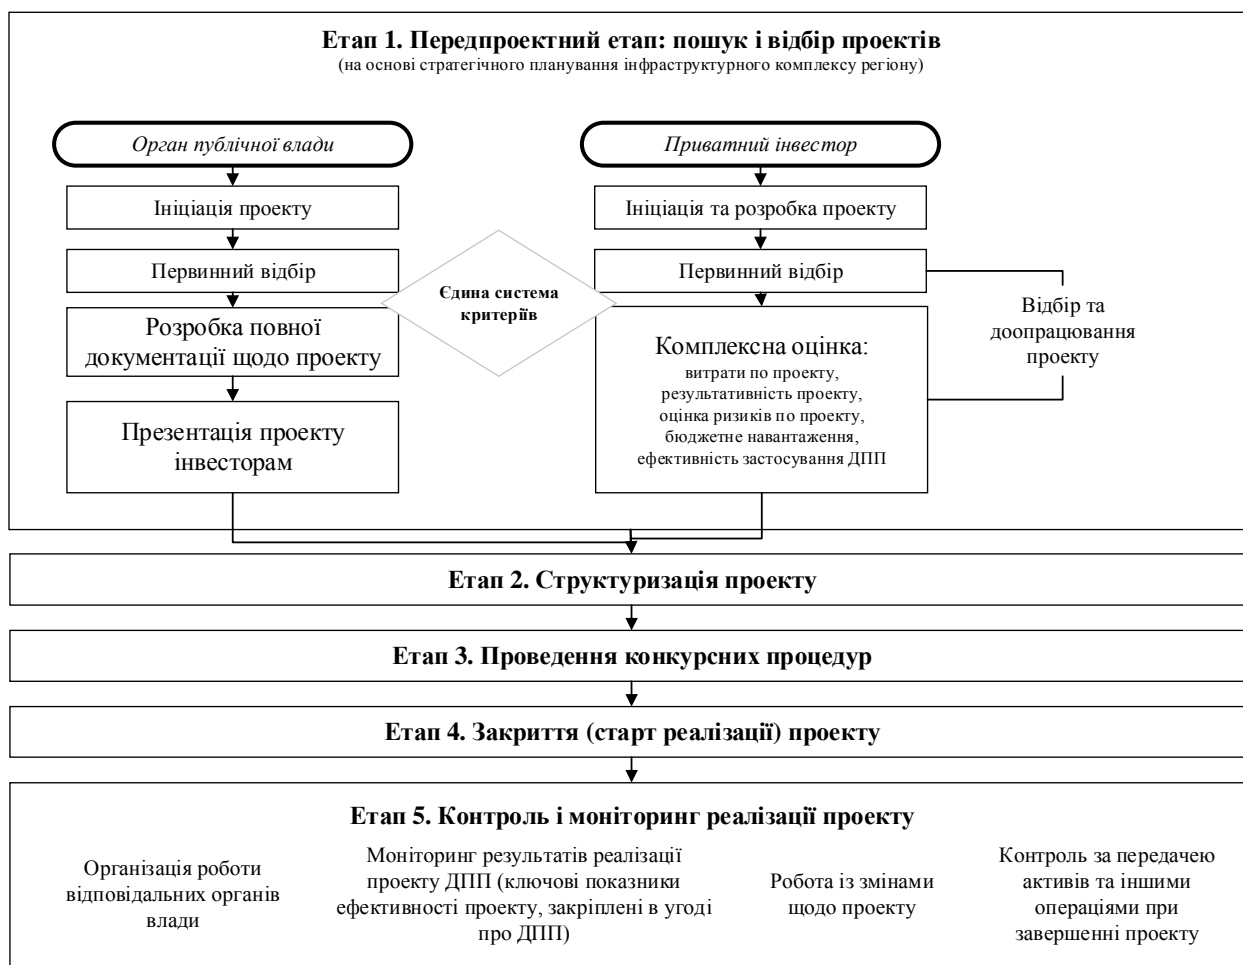 Етап 1. Передпроектний етап: пошук і відбір проектів
(на основі стратегічного планування інфраструктурного комплексу регіону)
Орган публічної влади
Ініціація проекту
Первинний відбір
Розробка повної
документації щодо проекту
Презентація проекту
інвесторам
Єдина система
критеріїв
Приватний інвестор
Ініціація та розробка проекту
Первинний відбір
Комплексна оцінка:
витрати по проекту,
результативність проекту,
оцінка ризиків по проекту,
бюджетне навантаження,
ефективність застосування ДПП
Відбір та
доопрацювання
проекту
Етап 2. Структуризація проекту
Етап 3. Проведення конкурсних процедур
Етап 4. Закриття (старт реалізації) проекту
Етап 5. Контроль і моніторинг реалізації проекту
Організація роботи
відповідальних органів
влади
Моніторинг результатів реалізації
проекту ДПП (ключові показники
ефективності проекту, закріплені в угоді
про ДПП)
Робота із змінами
щодо проекту
Контроль за передачею
активів та іншими
операціями при
завершенні проекту